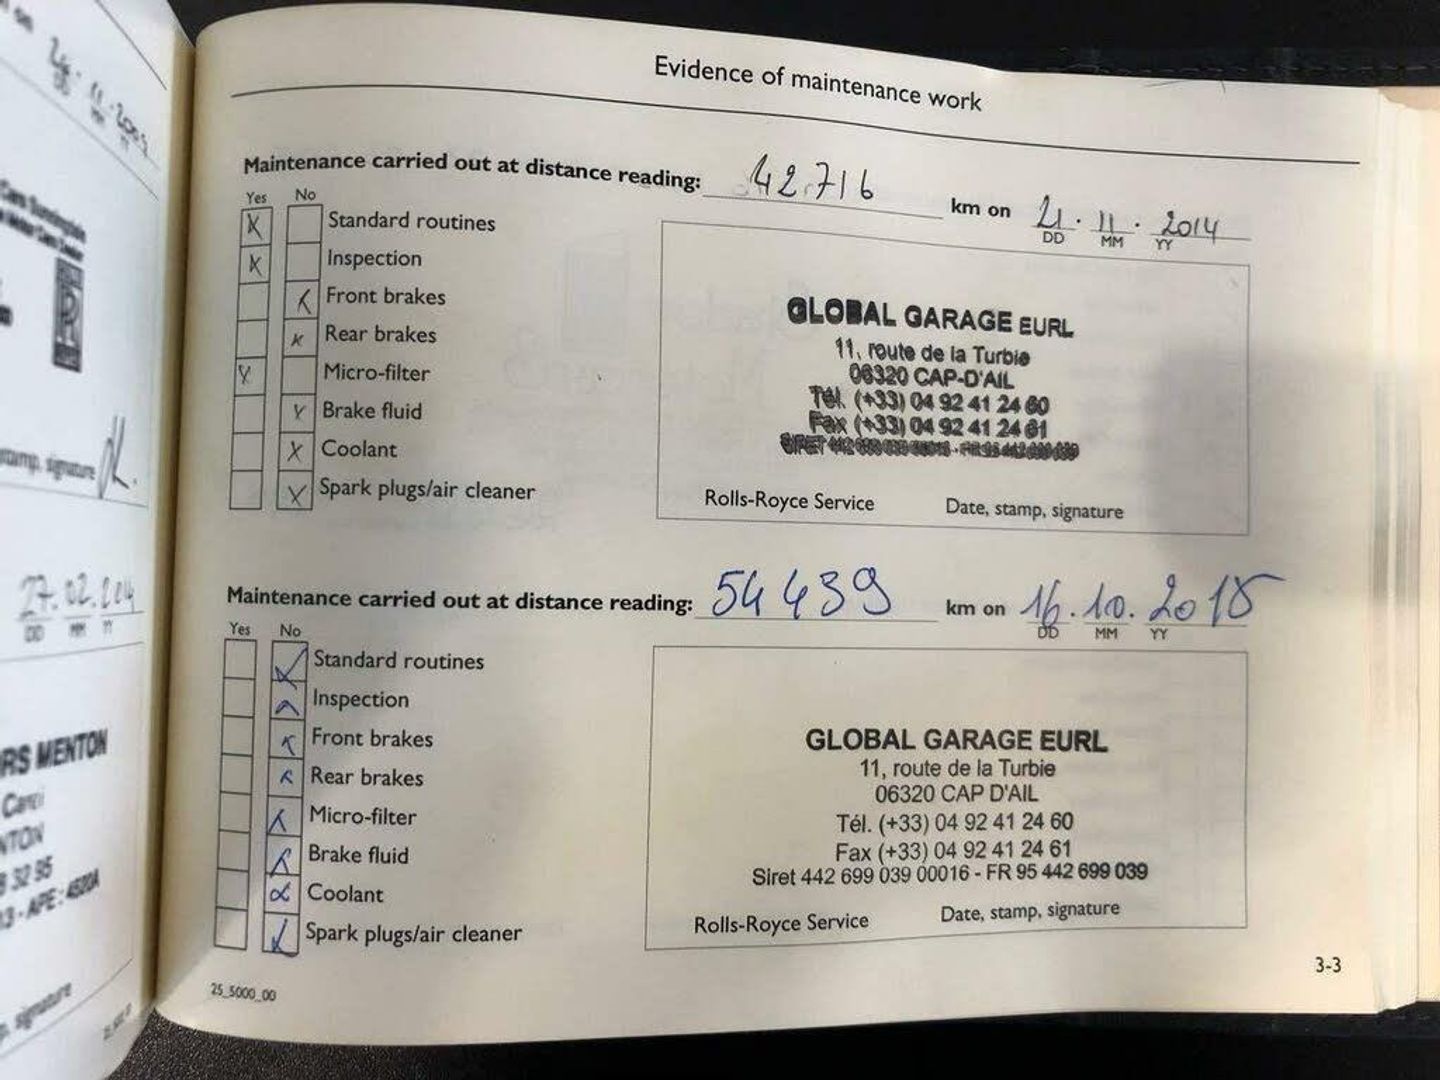 27.02.2014
DD MM YY
RS MENTON
stamp, signature
Evidence of maintenance work
Maintenance carried out at distance reading: 42.716 km on 21.11.2014
DD MM YY
Yes No
Standard routines
Inspection
Front brakes
Rear brakes
Micro-filter
Brake fluid
Coolant
Spark plugs/air cleaner
GLOBAL GARAGE EURL
11, route de la Turbie
06320 CAP-D'AIL
Tél. (+33) 04 92 41 24 60
Fax (+33) 04 92 41 24 61
Rolls-Royce Service Date, stamp, signature
Maintenance carried out at distance reading: 54439 km on 16.10.2015
DD MM YY
Yes No
Standard routines
Inspection
Front brakes
Rear brakes
Micro-filter
Brake fluid
Coolant
Spark plugs/air cleaner
GLOBAL GARAGE EURL
11, route de la Turbie
06320 CAP D'AIL
Tél. (+33) 04 92 41 24 60
Fax (+33) 04 92 41 24 61
Siret 442 699 039 00016 - FR 95 442 699 039
Rolls-Royce Service Date, stamp, signature
25_5000_00
3-3